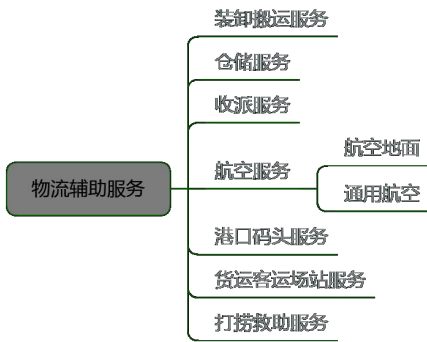 装卸搬运服务
仓储服务
收派服务
航空地面
航空服务
通用航空
物流辅助服务
港口码头服务
货运客运场站服务
打捞救助服务